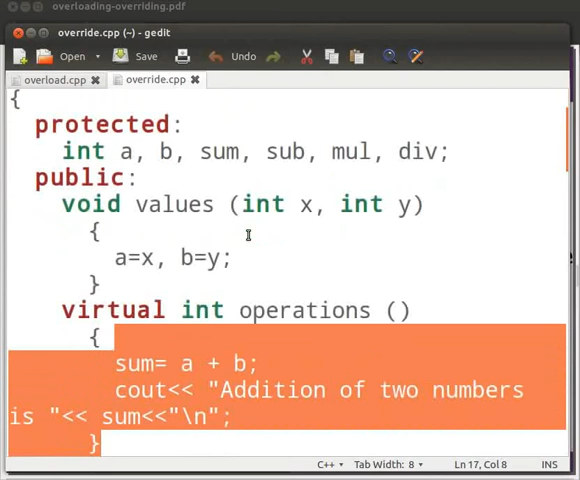 overloading-overriding.pdf
override.cpp (~) - gedit
Open Save Undo
overload.cpp override.cpp
{
protected:
int a, b, sum, sub, mul, div;
public:
void values (int x, int y)
{
a=x, b=y;
}
virtual int operations ()
{
sum= a + b;
cout<< "Addition of two numbers
is "<< sum<<"\n";
}
C++ Tab Width: 8 Ln 17, Col 8 INS